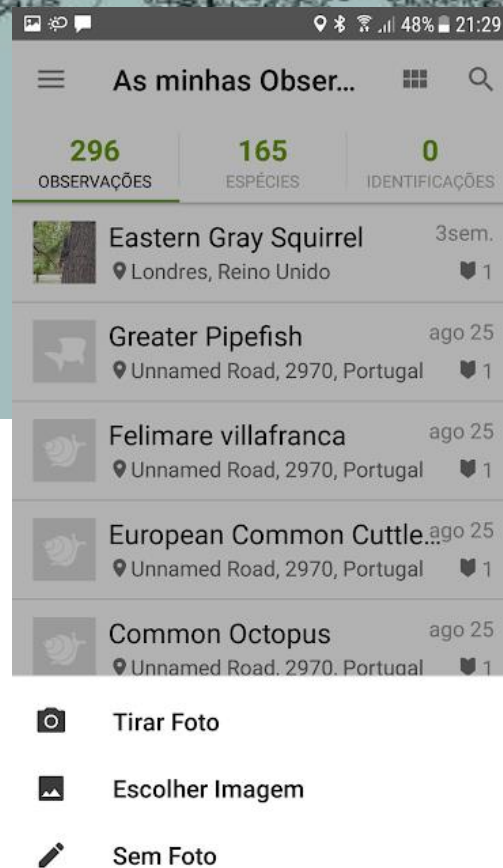 48% 21:29
As minhas Obser...
296 165 0
OBSERVAÇÕES ESPÉCIES IDENTIFICAÇÕES
Eastern Gray Squirrel 3sem.
Londres, Reino Unido 1
Greater Pipefish ago 25
Unnamed Road, 2970, Portugal 1
Felimare villafranca ago 25
Unnamed Road, 2970, Portugal 1
European Common Cuttle... ago 25
Unnamed Road, 2970, Portugal 1
Common Octopus ago 25
Unnamed Road, 2970, Portugal 1
Tirar Foto
Escolher Imagem
Sem Foto